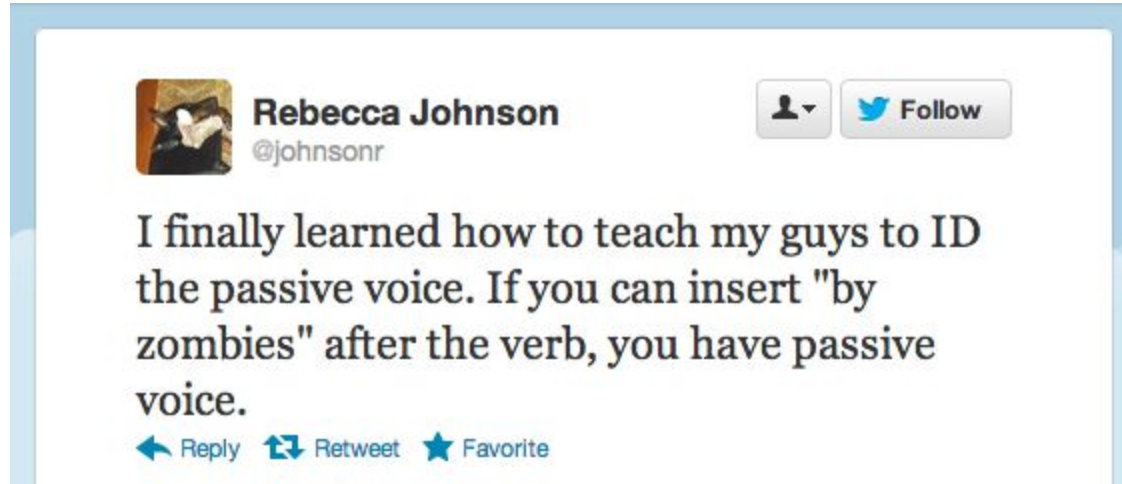 Rebecca Johnson
@johnsonr
Follow
I finally learned how to teach my guys to ID
the passive voice. If you can insert "by
zombies" after the verb, you have passive
voice.
Reply Retweet Favorite